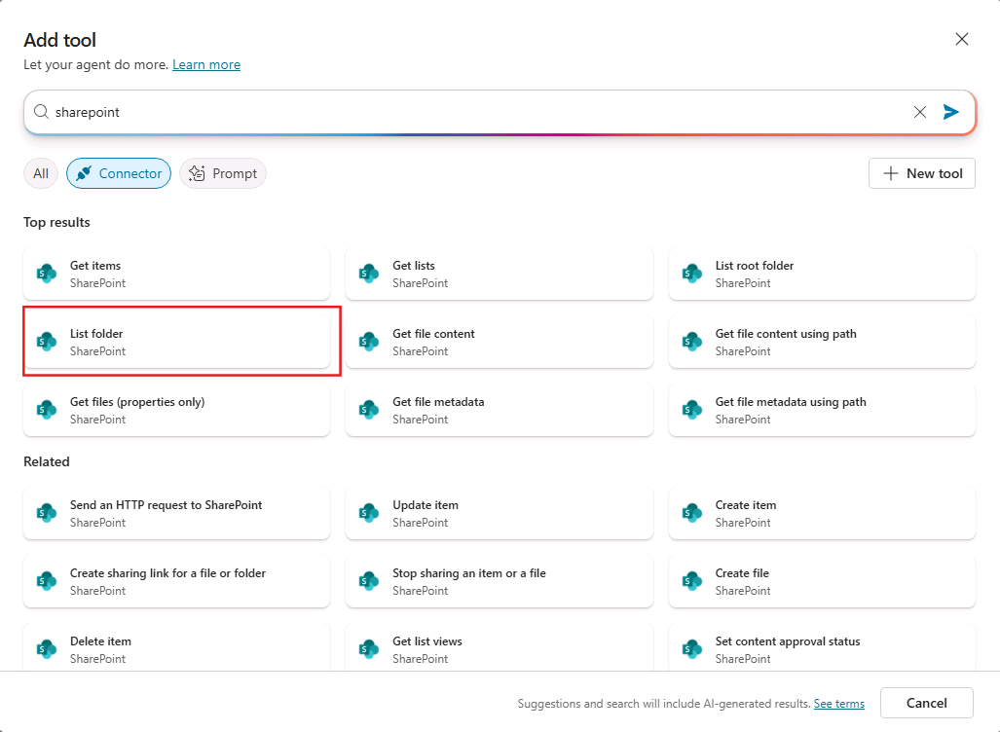 Add tool
Let your agent do more. Learn more
sharepoint
All Connector Prompt New tool
Top results
Get items
SharePoint
Get lists
SharePoint
List root folder
SharePoint
List folder
SharePoint
Get file content
SharePoint
Get file content using path
SharePoint
Get files (properties only)
SharePoint
Get file metadata
SharePoint
Get file metadata using path
SharePoint
Related
Send an HTTP request to SharePoint
SharePoint
Update item
SharePoint
Create item
SharePoint
Create sharing link for a file or folder
SharePoint
Stop sharing an item or a file
SharePoint
Create file
SharePoint
Delete item
SharePoint
Get list views
SharePoint
Set content approval status
SharePoint
Suggestions and search will include AI-generated results. See terms
Cancel